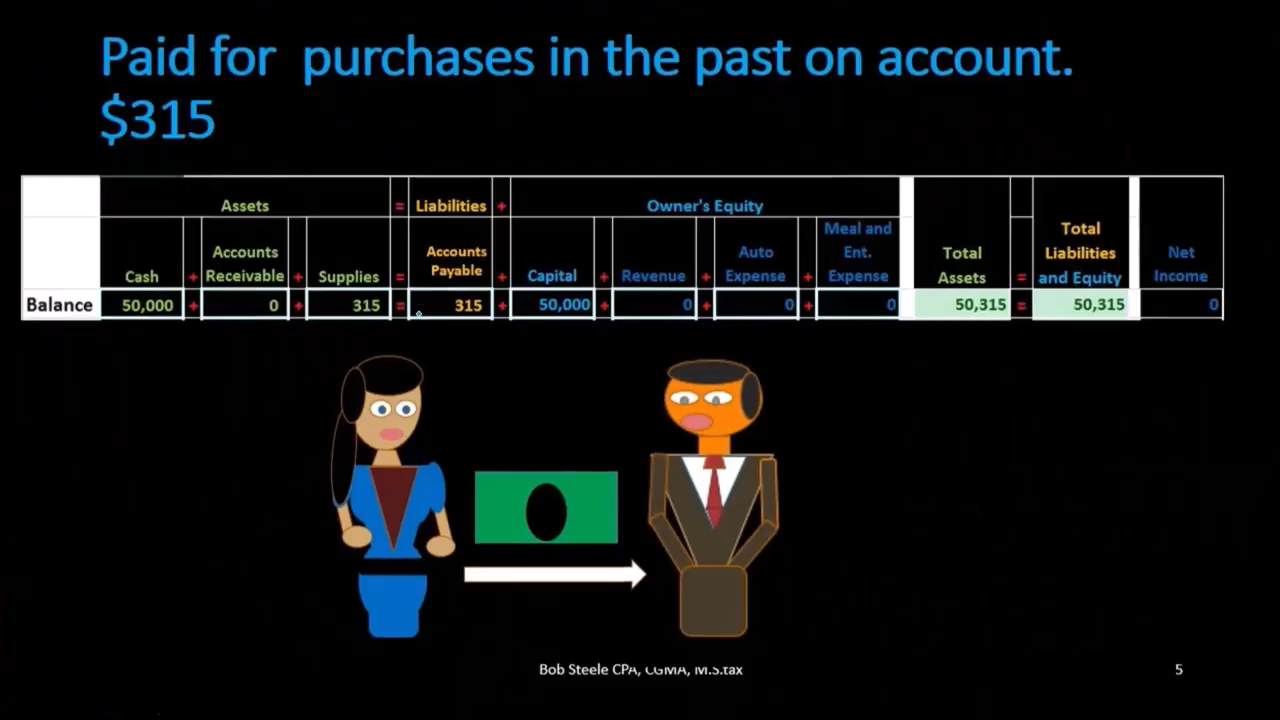 Paid for purchases in the past on account.
$315
Assets = Liabilities + Owner's Equity
Cash + Accounts Receivable + Supplies = Accounts Payable + Capital + Revenue + Auto Expense + Meal and Ent. Expense Total Assets = Total Liabilities and Equity Net Income
Balance 50,000 + 0 + 315 = 315 + 50,000 + 0 + 0 + 0 50,315 = 50,315 0
Bob Steele CPA, CGMA, M.S.tax
5